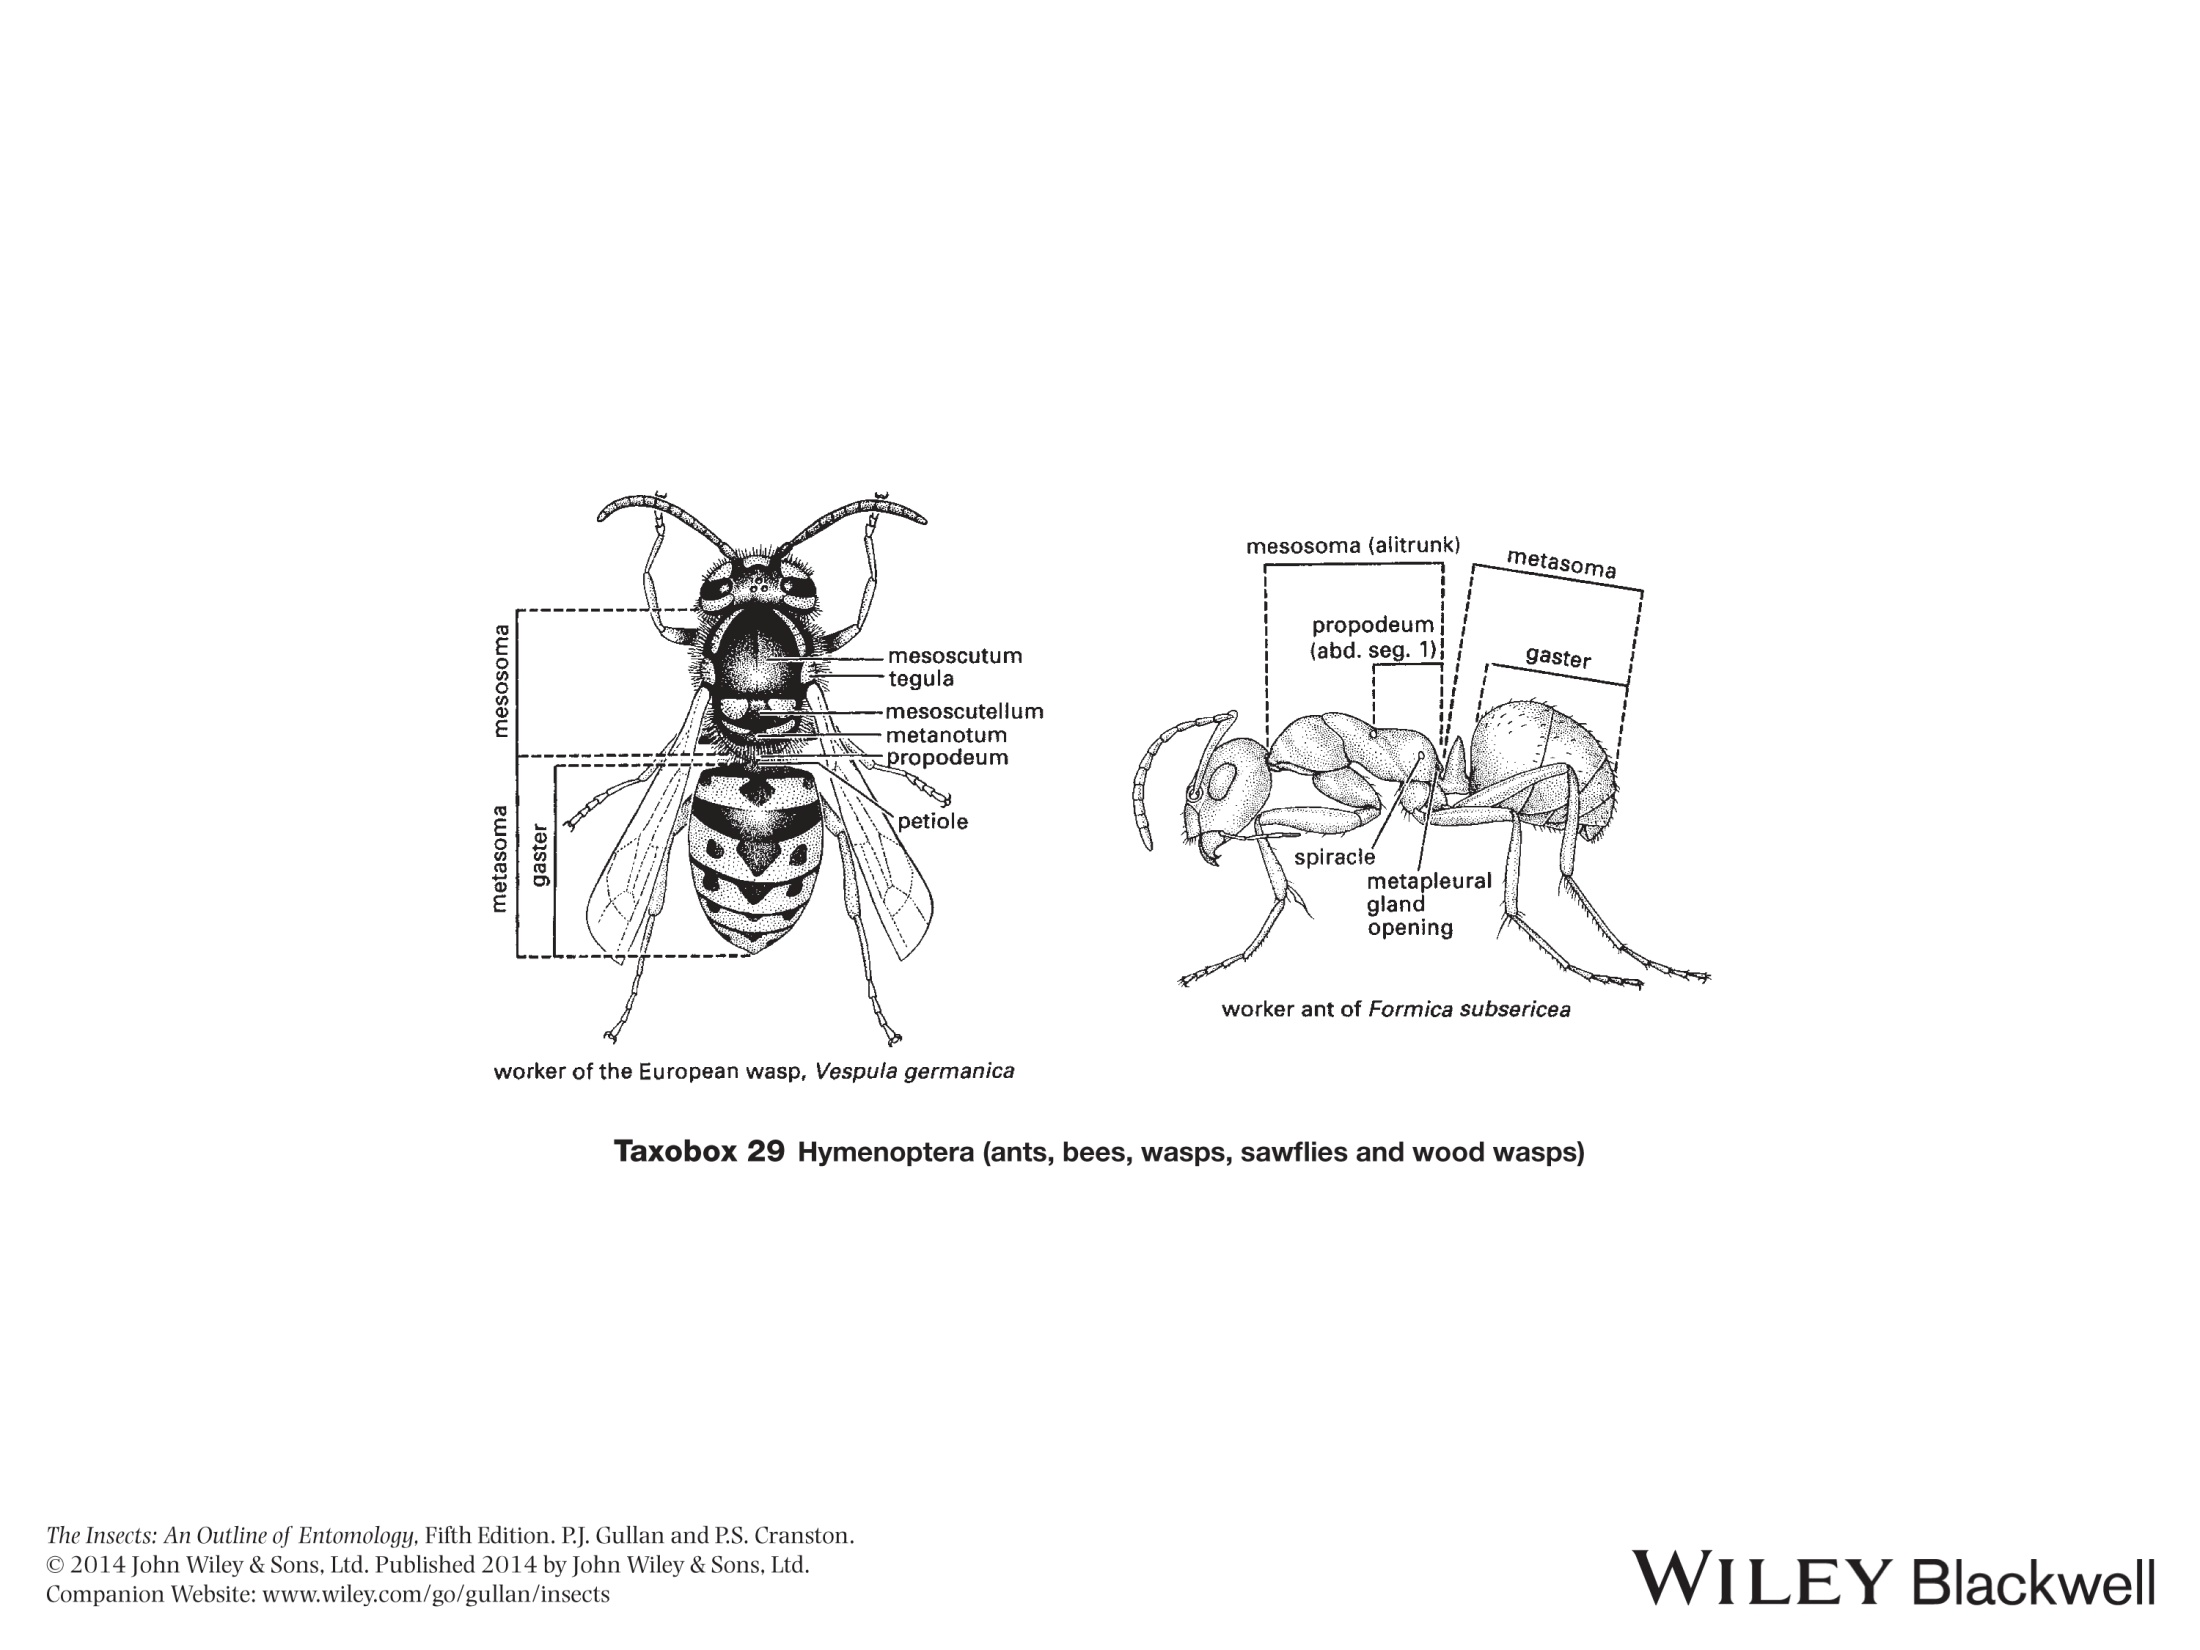 mesosoma
metasoma
gaster
mesoscutum
tegula
mesoscutellum
metanotum
propodeum
petiole
worker of the European wasp, Vespula germanica
mesosoma (alitrunk)
metasoma
propodeum
(abd. seg. 1)
gaster
spiracle
metapleural
gland
opening
worker ant of Formica subsericea
Taxobox 29 Hymenoptera (ants, bees, wasps, sawflies and wood wasps)
The Insects: An Outline of Entomology, Fifth Edition. P.J. Gullan and P.S. Cranston.
© 2014 John Wiley & Sons, Ltd. Published 2014 by John Wiley & Sons, Ltd.
Companion Website: www.wiley.com/go/gullan/insects
WILEY Blackwell